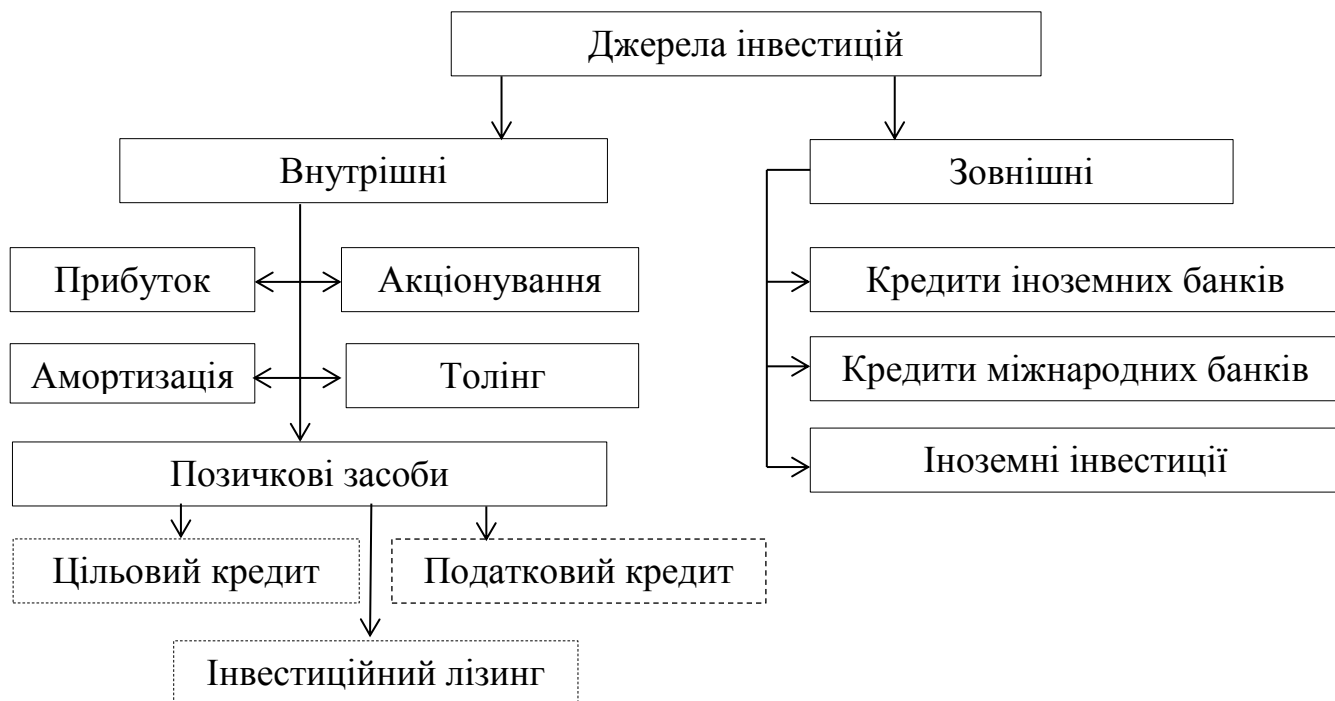 Джерела інвестицій
Внутрішні
Зовнішні
Прибуток
Акціонування
Кредити іноземних банків
Амортизація
Толінг
Кредити міжнародних банків
Позичкові засоби
Іноземні інвестиції
Цільовий кредит
Податковий кредит
Інвестиційний лізинг